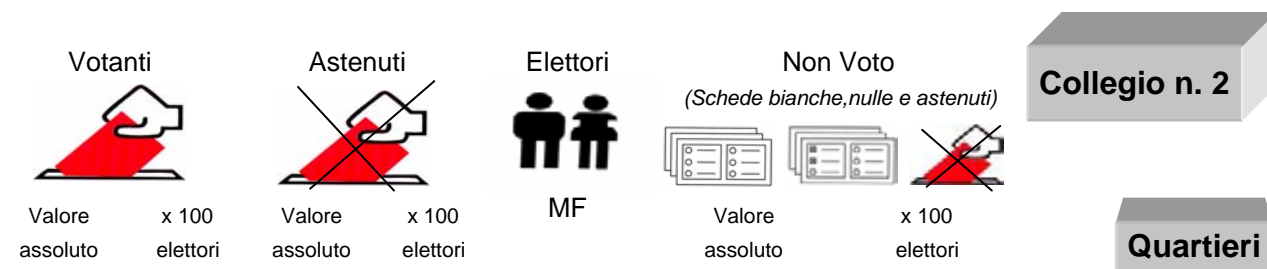 Votanti Astenuti Elettori Non Voto
(Schede bianche,nulle e astenuti)
Collegio n. 2
MF
Valore x 100 Valore x 100 Valore x 100
assoluto elettori assoluto elettori assoluto elettori
Quartieri